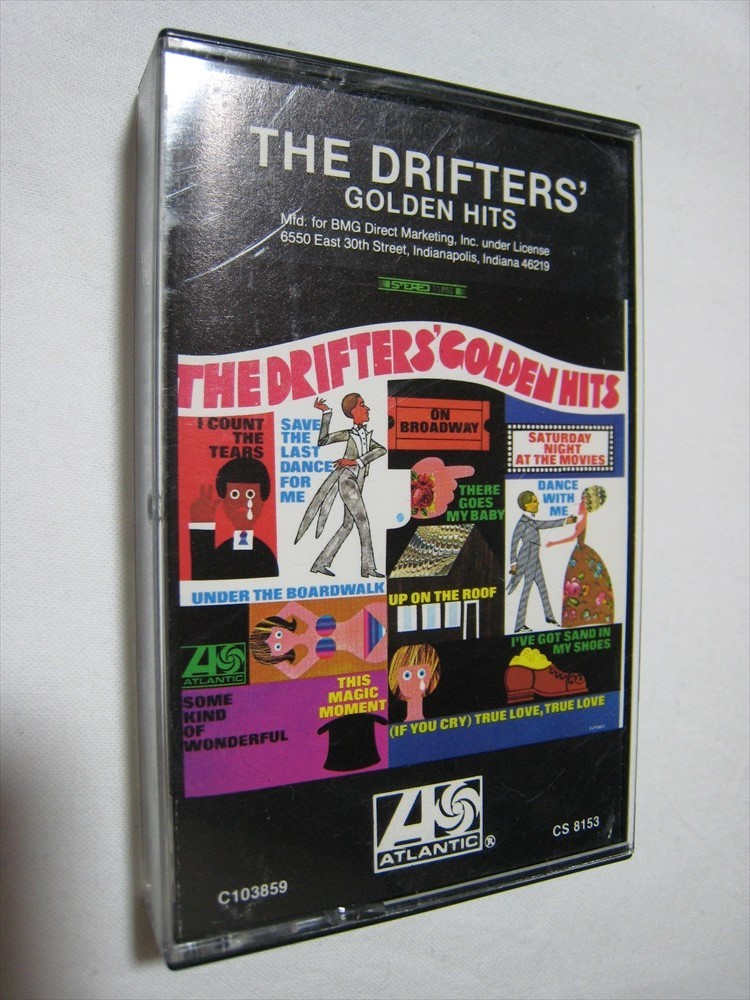 THE DRIFTERS'
GOLDEN HITS
Mfd. for BMG Direct Marketing, Inc. under License
6550 East 30th Street, Indianapolis, Indiana 46219
STEREO
THE DRIFTERS' GOLDEN HITS
I COUNT
THE
TEARS
SAVE
THE
LAST
DANCE
FOR
ME
ON
BROADWAY
SATURDAY
NIGHT
AT THE MOVIES
THERE
GOES
MY BABY
DANCE
WITH
ME
UNDER THE BOARDWALK
UP ON THE ROOF
I'VE GOT SAND IN
MY SHOES
ATLANTIC
SOME
KIND
OF
WONDERFUL
THIS
MAGIC
MOMENT
(IF YOU CRY) TRUE LOVE, TRUE LOVE
ATLANTIC®
CS 8153
C103859